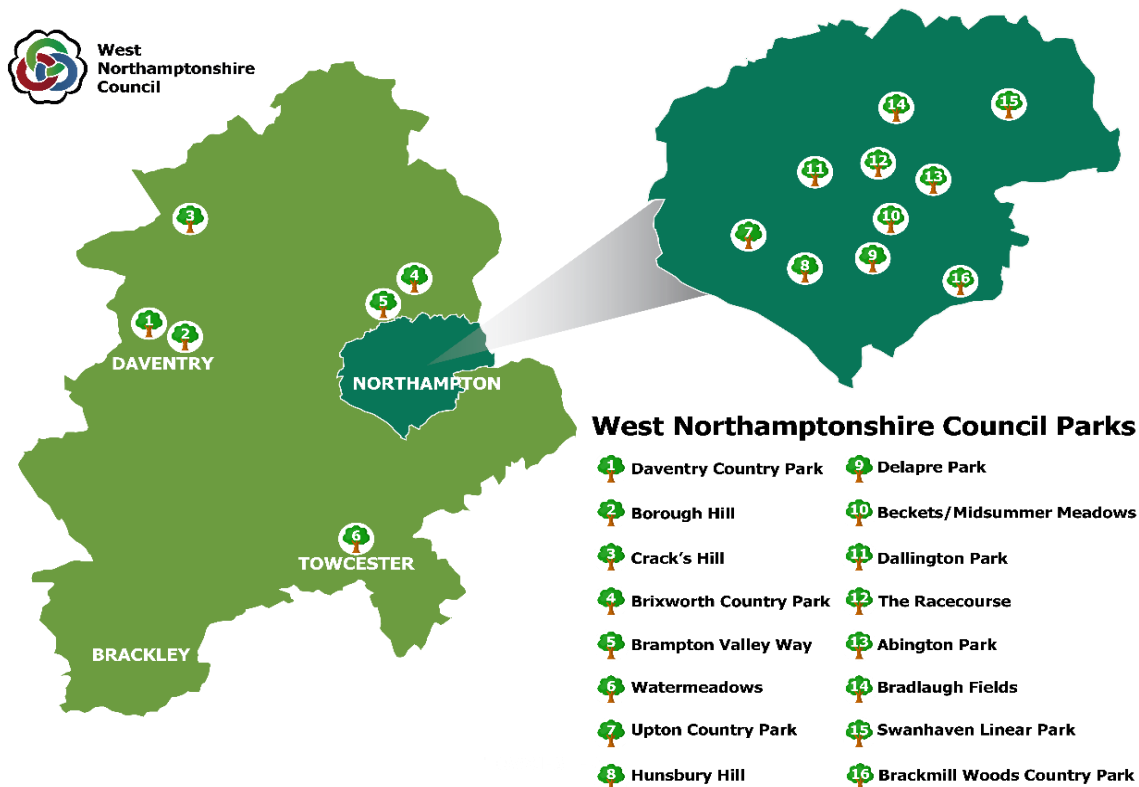 West
Northamptonshire
Council
14
15
12
11
13
3
10
7
9
4
8
16
5
1
2
DAVENTRY
NORTHAMPTON
West Northamptonshire Council Parks
1 Daventry Country Park
9 Delapre Park
2 Borough Hill
10 Beckets/Midsummer Meadows
6
TOWCESTER
3 Crack's Hill
11 Dallington Park
4 Brixworth Country Park
12 The Racecourse
BRACKLEY
5 Brampton Valley Way
13 Abington Park
6 Watermeadows
14 Bradlaugh Fields
7 Upton Country Park
15 Swanhaven Linear Park
8 Hunsbury Hill
16 Brackmill Woods Country Park